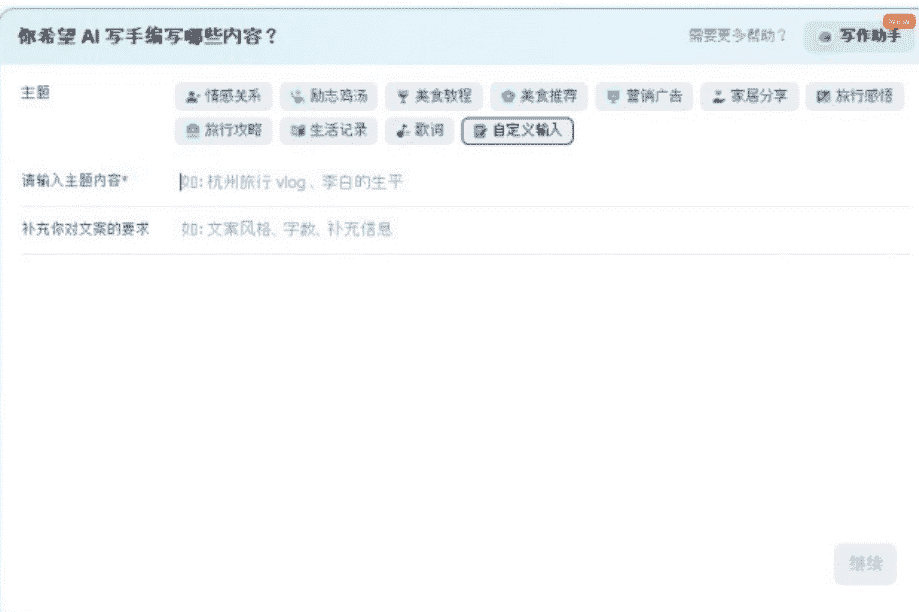 你希望 AI 写手编写哪些内容？
需要更多帮助？ 写作助手 New
主题 情感关系 励志鸡汤 美食教程 美食推荐 营销广告 家居分享 旅行感悟
旅行攻略 生活记录 歌词 自定义输入
请输入主题内容* 如: 杭州旅行 vlog 、李白的生平
补充你对文案的要求 如: 文案风格、字数、补充信息
继续